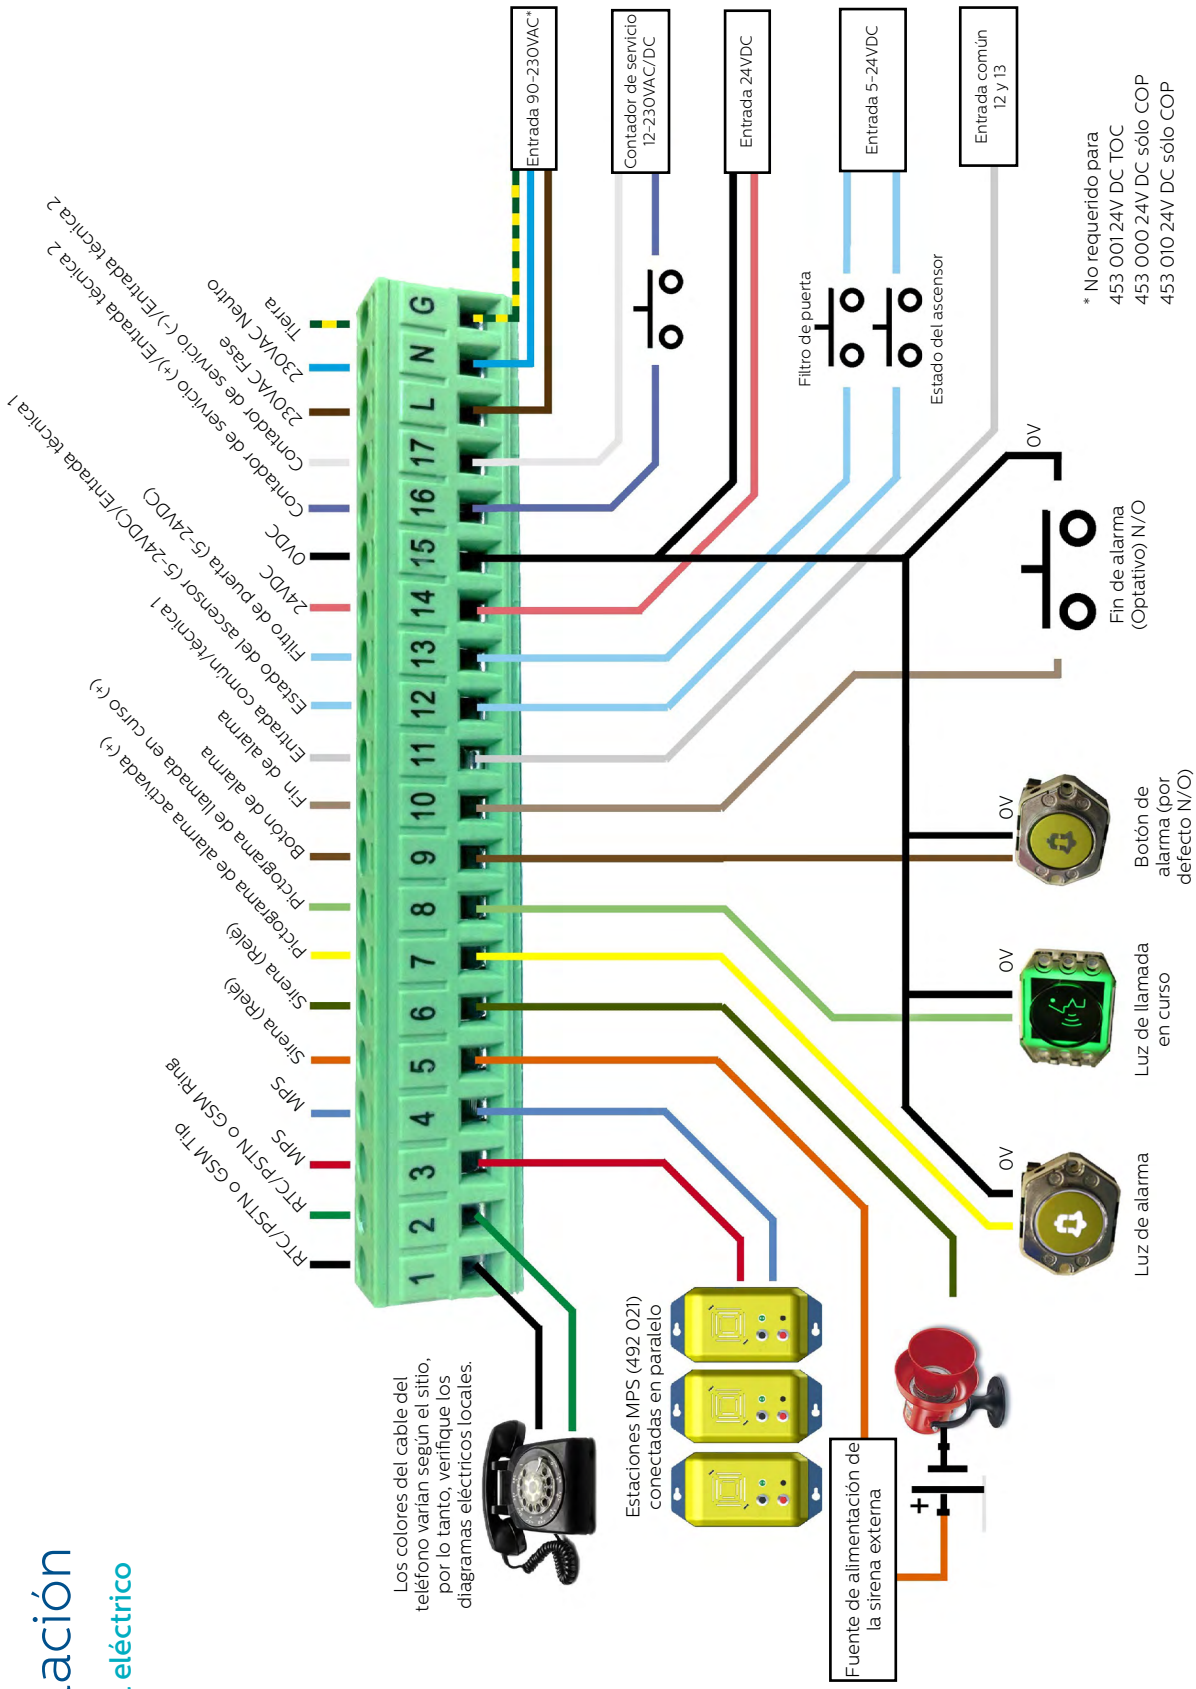 lación
eléctrico
RTC/PSTN o GSM Tip
RTC/PSTN o GSM Ring
MPS
MPS
Sirena (Relé)
Sirena (Relé)
Pictograma de alarma activada (+)
Pictograma de llamada en curso (+)
Botón de alarma
Fin de alarma
Entrada común/técnica 1
Estado del ascensor (5-24VDC)/Entrada técnica 1
Filtro de puerta (5-24VDC)
24VDC
0VDC
Contador de servicio (+)/Entrada técnica 2
Contador de servicio (-)/Entrada técnica 2
230VAC Fase
230VAC Neutro
Tierra
1 2 3 4 5 6 7 8 9 10 11 12 13 14 15 16 17 L N G
Los colores del cable del
teléfono varían según el sitio,
por lo tanto, verifique los
diagramas eléctricos locales.
Estaciones MPS (492 021)
conectadas en paralelo
Fuente de alimentación de
la sirena externa
+
Luz de alarma
0V
Luz de llamada
en curso
0V
Botón de
alarma (por
defecto N/O)
0V
Fin de alarma
(Optativo) N/O
0V
Filtro de puerta
Estado del ascensor
Entrada 90-230VAC*
Contador de servicio
12-230VAC/DC
Entrada 24VDC
Entrada 5-24VDC
Entrada común
12 y 13
* No requerido para
453 001 24V DC TOC
453 000 24V DC sólo COP
453 010 24V DC sólo COP